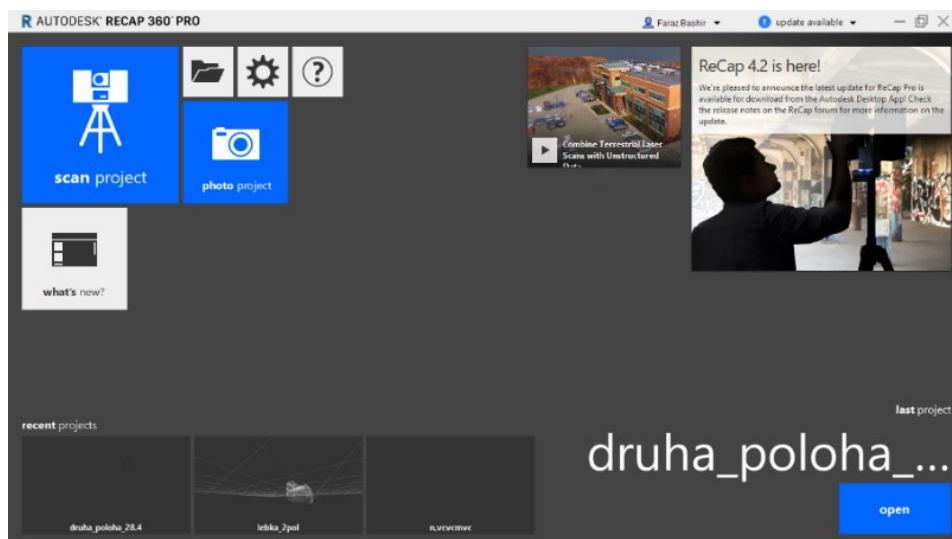 AUTODESK® RECAP 360™ PRO
Faraz Bashir
update available
scan project
photo project
what's new?
Combine Terrestrial Laser
Scans with Unstructured
Data
ReCap 4.2 is here!
We're pleased to announce the latest update for ReCap Pro is
available for download from the Autodesk Desktop App! Check
the release notes on the ReCap forum for more information on the
update.
recent projects
druha_poloha_28.4
lebka_2pol
n,vcvcmvc
last project
druha_poloha_...
open